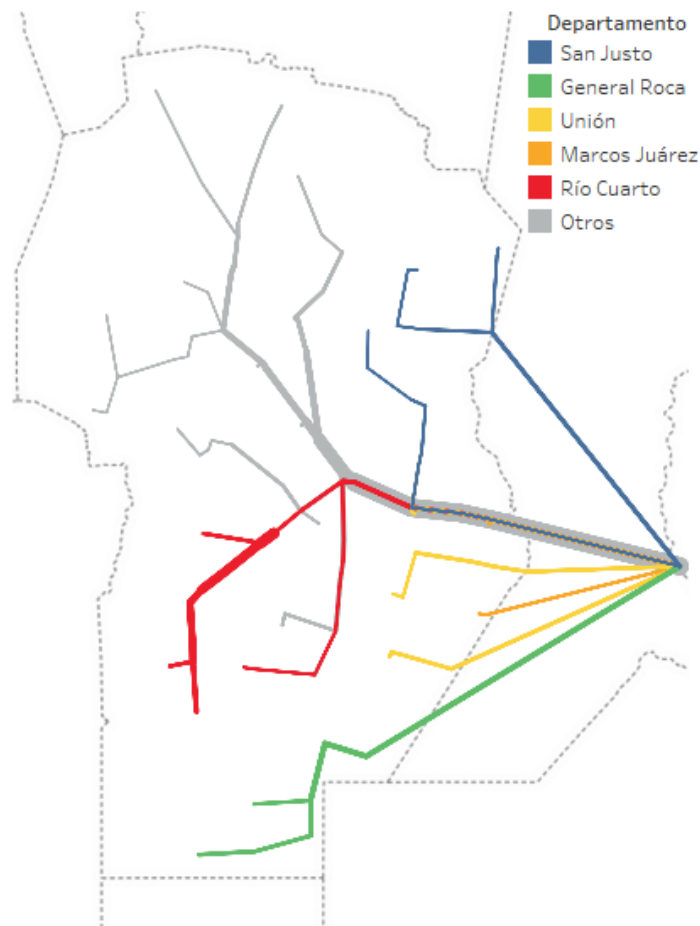 Departamento
San Justo
General Roca
Unión
Marcos Juárez
Río Cuarto
Otros